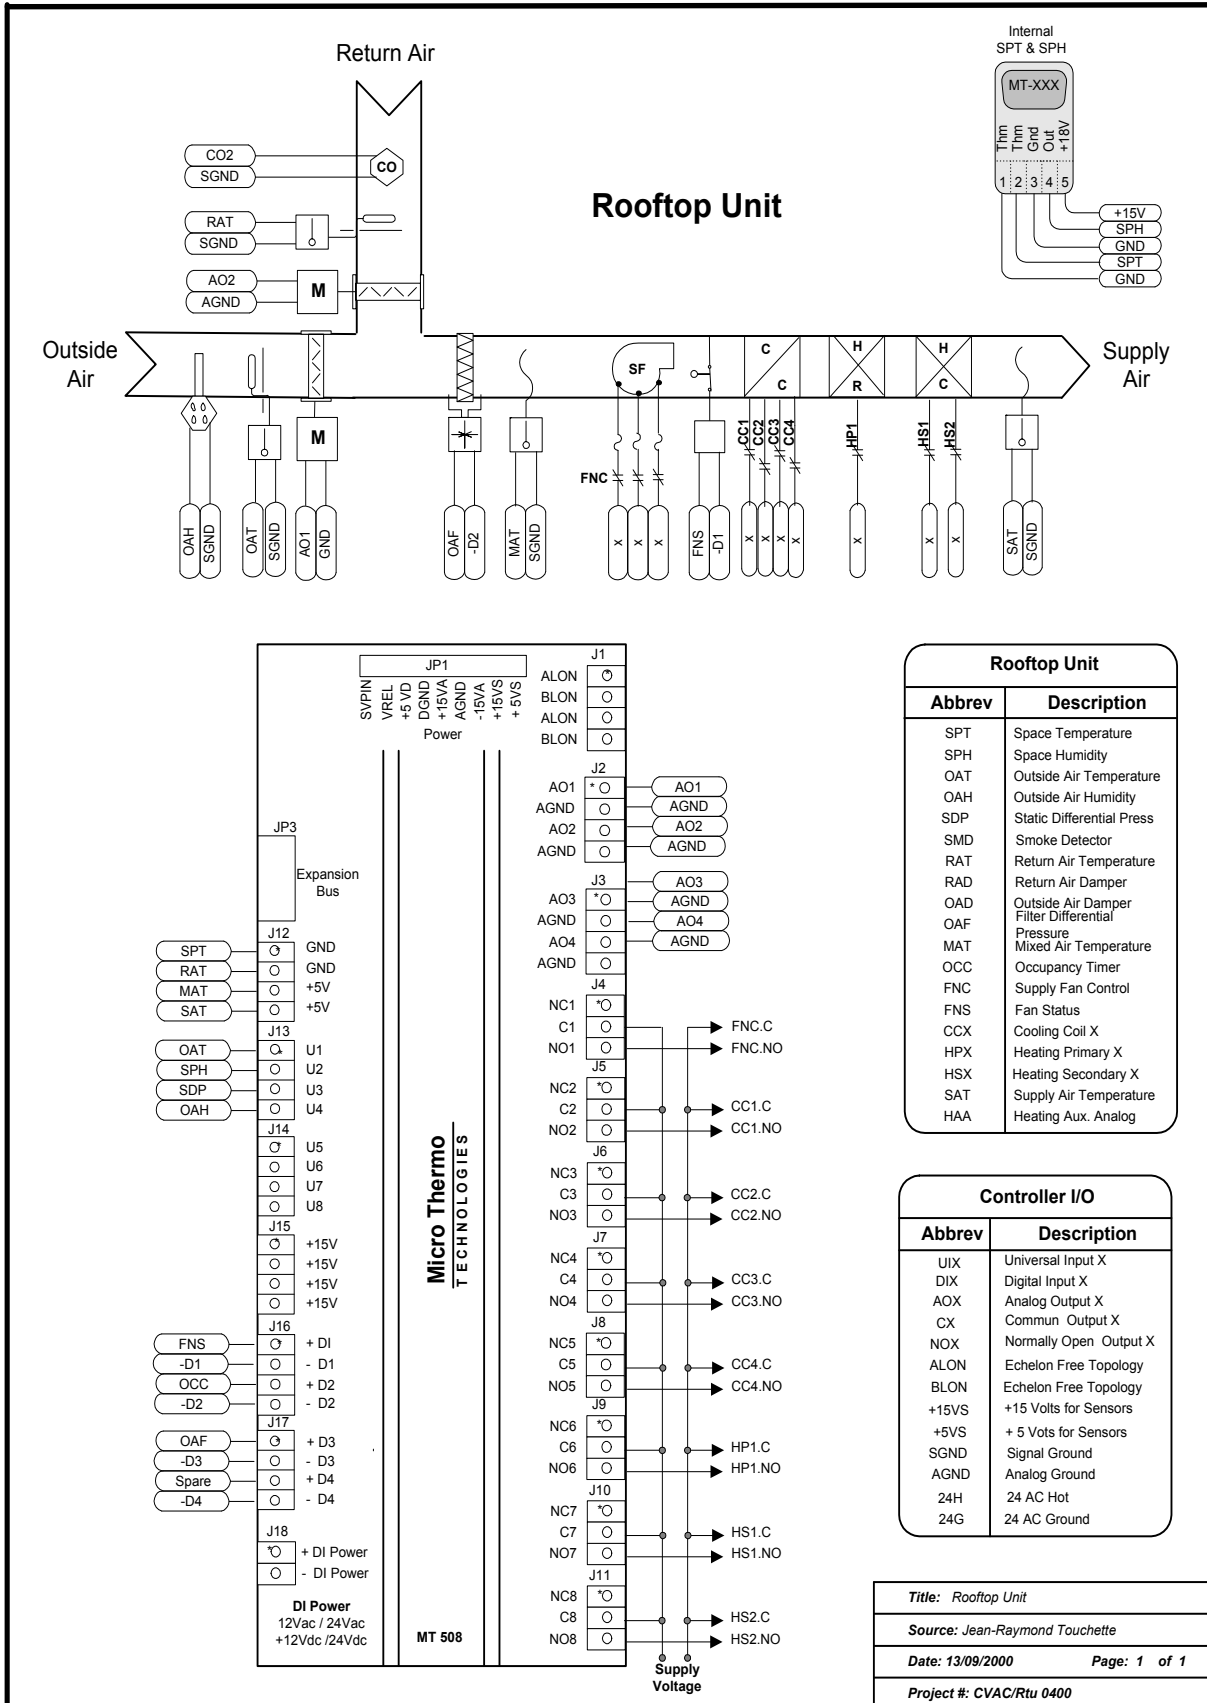 Return Air
Internal
SPT & SPH
MT-XXX
Thm
Thm
Gnd
Out
+18V
1 2 3 4 5
+15V
SPH
GND
SPT
GND
Rooftop Unit
CO2
SGND
CO
RAT
SGND
AO2
AGND
M
Outside
Air
Supply
Air
SF
C
C
H
R
H
C
M
FNC
CC1
CC2
CC3
CC4
HP1
HS1
HS2
OAH
SGND
OAT
SGND
AO1
GND
OAF
-D2
MAT
SGND
X
X
X
FNS
-D1
X
X
X
X
X
X
X
SAT
SGND
JP1
SVPIN
VREL
+5 VD
DGND
+15VA
AGND
-15VA
+15VS
+ 5VS
Power
J1
ALON
BLON
ALON
BLON
J2
AO1 * AO1
AGND AGND
AO2 AO2
AGND AGND
J3
AO3 * AO3
AGND AGND
AO4 AO4
AGND AGND
JP3
Expansion
Bus
J12
SPT GND
RAT GND
MAT +5V
SAT +5V
J13
OAT U1
SPH U2
SDP U3
OAH U4
J14
U5
U6
U7
U8
J15
+15V
+15V
+15V
+15V
J16
FNS + DI
-D1 - D1
OCC + D2
-D2 - D2
J17
OAF + D3
-D3 - D3
Spare + D4
-D4 - D4
J18
+ DI Power
- DI Power
DI Power
12Vac / 24Vac
+12Vdc /24Vdc
MT 508
Micro Thermo
TECHNOLOGIES
J4
NC1 *
C1 FNC.C
NO1 FNC.NO
J5
NC2 *
C2 CC1.C
NO2 CC1.NO
J6
NC3 *
C3 CC2.C
NO3 CC2.NO
J7
NC4 *
C4 CC3.C
NO4 CC3.NO
J8
NC5 *
C5 CC4.C
NO5 CC4.NO
J9
NC6 *
C6 HP1.C
NO6 HP1.NO
J10
NC7 *
C7 HS1.C
NO7 HS1.NO
J11
NC8 *
C8 HS2.C
NO8 HS2.NO
Supply
Voltage
Rooftop Unit
Abbrev Description
SPT Space Temperature
SPH Space Humidity
OAT Outside Air Temperature
OAH Outside Air Humidity
SDP Static Differential Press
SMD Smoke Detector
RAT Return Air Temperature
RAD Return Air Damper
OAD Outside Air Damper
OAF Filter Differential
Pressure
MAT Mixed Air Temperature
OCC Occupancy Timer
FNC Supply Fan Control
FNS Fan Status
CCX Cooling Coil X
HPX Heating Primary X
HSX Heating Secondary X
SAT Supply Air Temperature
HAA Heating Aux. Analog
Controller I/O
Abbrev Description
UIX Universal Input X
DIX Digital Input X
AOX Analog Output X
CX Commun Output X
NOX Normally Open Output X
ALON Echelon Free Topology
BLON Echelon Free Topology
+15VS +15 Volts for Sensors
+5VS + 5 Vots for Sensors
SGND Signal Ground
AGND Analog Ground
24H 24 AC Hot
24G 24 AC Ground
Title: Rooftop Unit
Source: Jean-Raymond Touchette
Date: 13/09/2000 Page: 1 of 1
Project #: CVAC/Rtu 0400